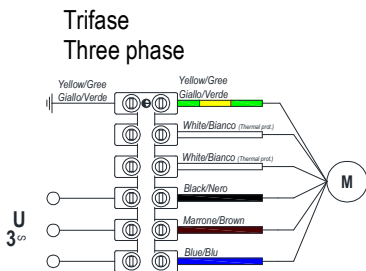 Trifase
Three phase
Yellow/Gree
Giallo/Verde
Yellow/Gree
Giallo/Verde
White/Bianco (Thermal prot.)
White/Bianco (Thermal prot.)
Black/Nero
Marrone/Brown
Blue/Blu
U
3∾
M